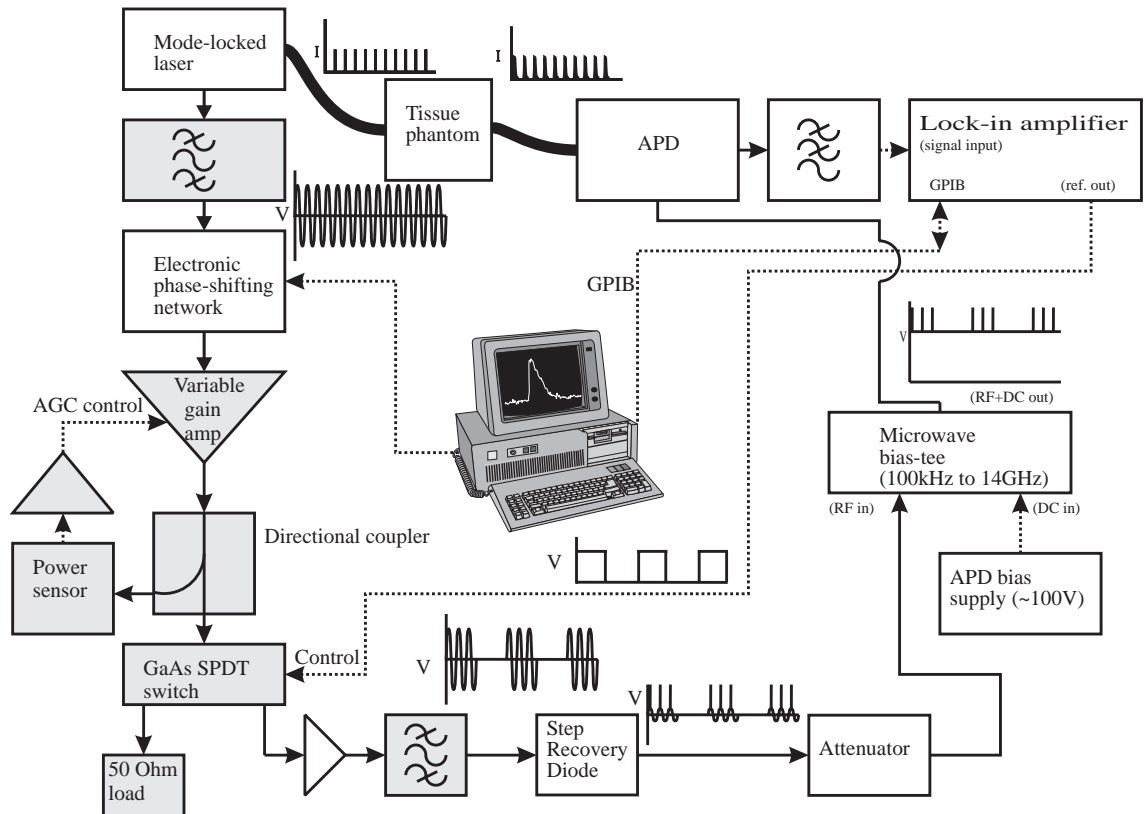 Mode-locked
laser
I
I
Tissue
phantom
APD
Lock-in amplifier
(signal input)
GPIB
(ref. out)
V
Electronic
phase-shifting
network
GPIB
V
(RF+DC out)
Variable
gain
amp
AGC control
Microwave
bias-tee
(100kHz to 14GHz)
(RF in)
(DC in)
Directional coupler
Power
sensor
V
APD bias
supply (~100V)
GaAs SPDT
switch
Control
V
V
50 Ohm
load
Step
Recovery
Diode
Attenuator